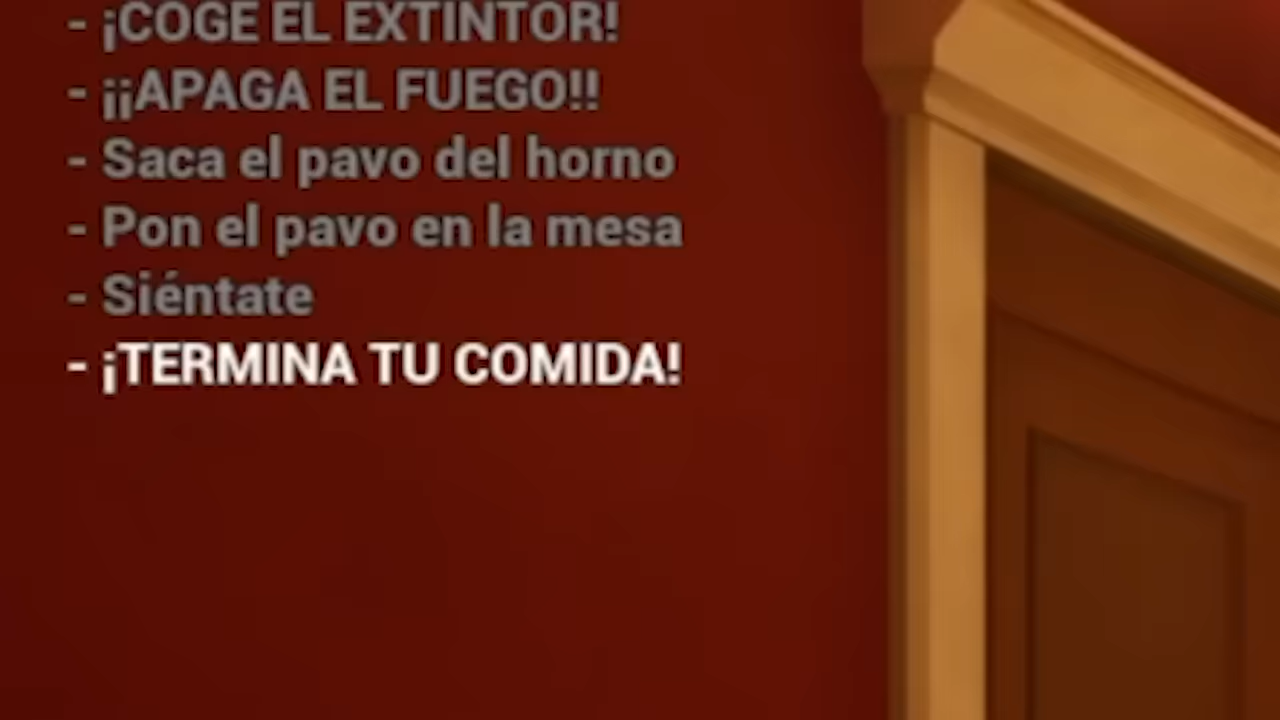 - ¡COGE EL EXTINTOR!
- ¡¡APAGA EL FUEGO!!
- Saca el pavo del horno
- Pon el pavo en la mesa
- Siéntate
- ¡TERMINA TU COMIDA!